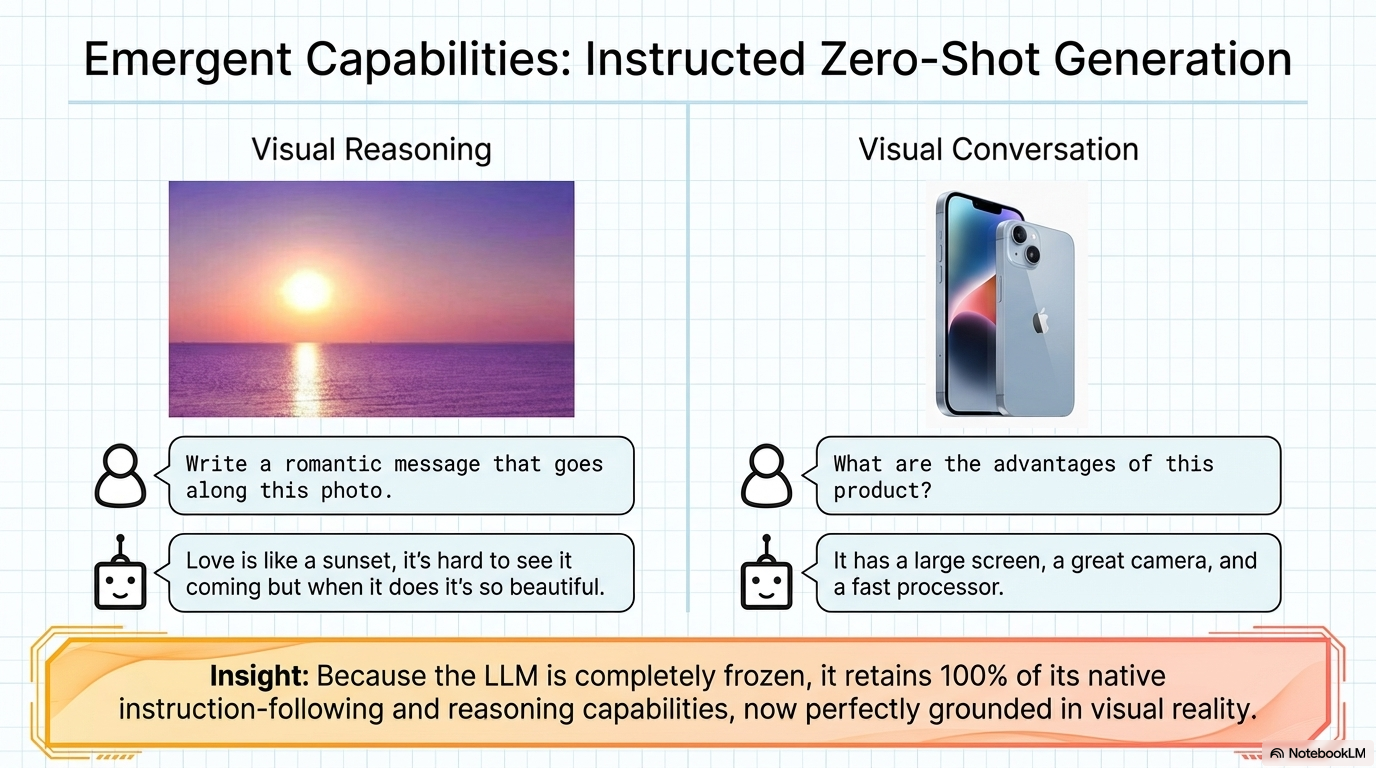 Emergent Capabilities: Instructed Zero-Shot Generation
Visual Reasoning
Write a romantic message that goes
along this photo.
Love is like a sunset, it’s hard to see it
coming but when it does it’s so beautiful.
Visual Conversation
What are the advantages of this
product?
It has a large screen, a great camera, and
a fast processor.
Insight: Because the LLM is completely frozen, it retains 100% of its native
instruction-following and reasoning capabilities, now perfectly grounded in visual reality.
NotebookLM